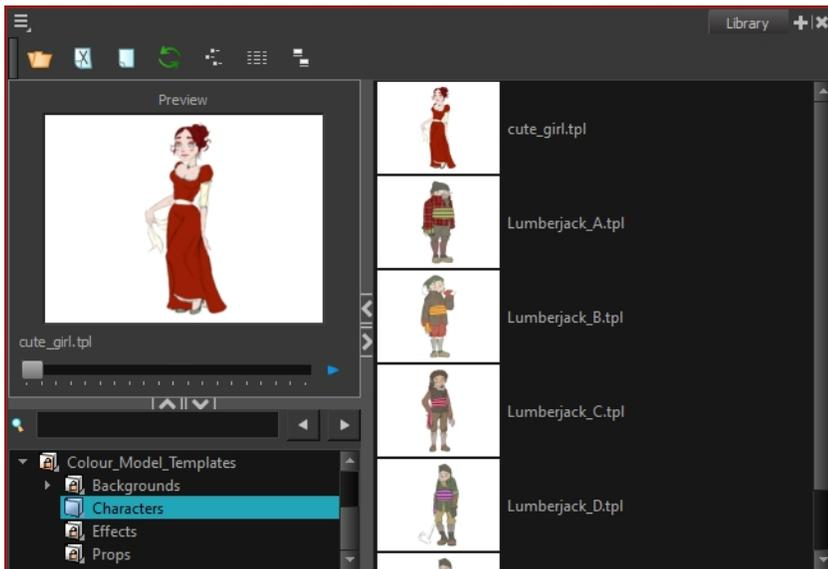 Library
Preview
cute_girl.tpl
Colour_Model_Templates
Backgrounds
Characters
Effects
Props
cute_girl.tpl
Lumberjack_A.tpl
Lumberjack_B.tpl
Lumberjack_C.tpl
Lumberjack_D.tpl